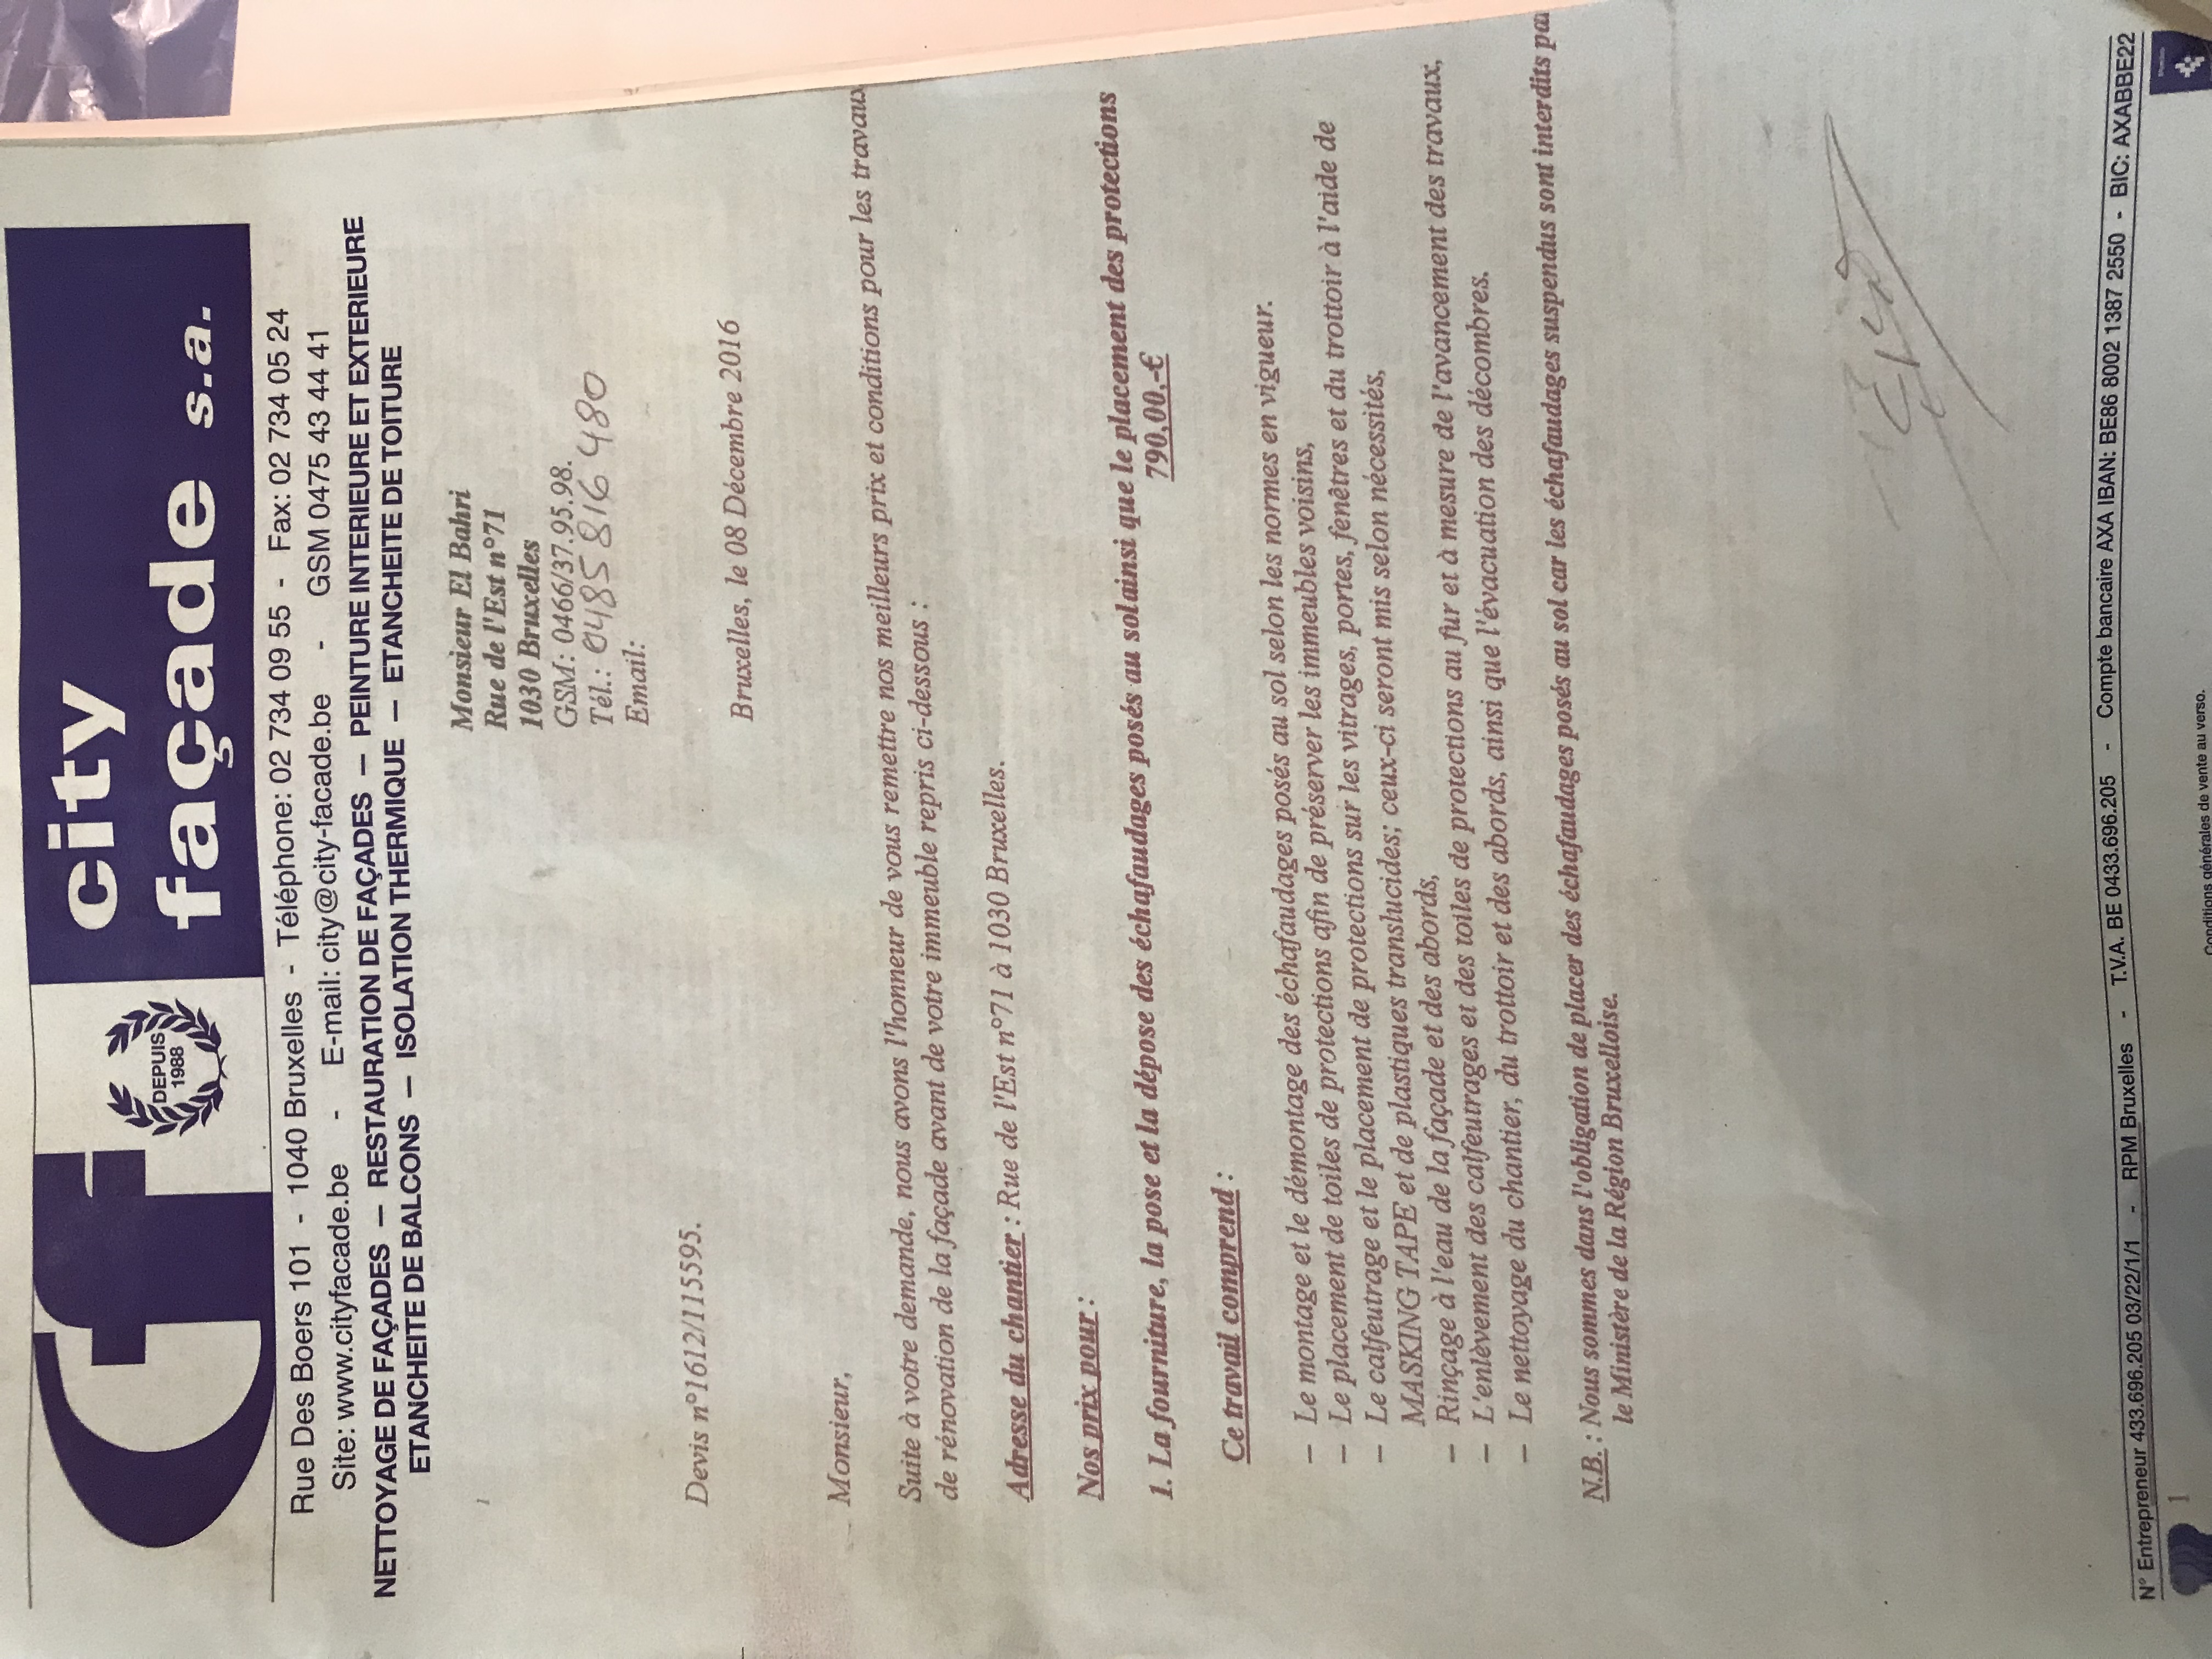 cf
DEPUIS
1988
city
façade s.a.
Rue Des Boers 101 - 1040 Bruxelles - Téléphone: 02 734 09 55 - Fax: 02 734 05 24
Site: www.cityfacade.be - E-mail: city@city-facade.be - GSM 0475 43 44 41
NETTOYAGE DE FAÇADES – RESTAURATION DE FAÇADES – PEINTURE INTERIEURE ET EXTERIEURE
ETANCHEITE DE BALCONS – ISOLATION THERMIQUE – ETANCHEITE DE TOITURE
Monsieur El Bahri
Rue de l'Est n°71
1030 Bruxelles
GSM: 0466/37.95.98.
Tél.: 0485 816 480
Email:
Devis n°1612/115595.
Bruxelles, le 08 Décembre 2016
Monsieur,
Suite à votre demande, nous avons l'honneur de vous remettre nos meilleurs prix et conditions pour les travaux
de rénovation de la façade avant de votre immeuble repris ci-dessous :
Adresse du chantier : Rue de l'Est n°71 à 1030 Bruxelles.
Nos prix pour :
1. La fourniture, la pose et la dépose des échafaudages posés au sol ainsi que le placement des protections
790,00,-€
Ce travail comprend :
– Le montage et le démontage des échafaudages posés au sol selon les normes en vigueur.
– Le placement de toiles de protections afin de préserver les immeubles voisins,
– Le calfeutrage et le placement de protections sur les vitrages, portes, fenêtres et du trottoir à l'aide de
MASKING TAPE et de plastiques translucides; ceux-ci seront mis selon nécessités,
– Rinçage à l'eau de la façade et des abords,
– L'enlèvement des calfeutrages et des toiles de protections au fur et à mesure de l'avancement des travaux,
– Le nettoyage du chantier, du trottoir et des abords, ainsi que l'évacuation des décombres.
N.B. : Nous sommes dans l'obligation de placer des échafaudages posés au sol car les échafaudages suspendus sont interdits par
le Ministère de la Région Bruxelloise.
N° Entrepreneur 433.696.205 03/22/1/1 - RPM Bruxelles - T.V.A. BE 0433.696.205 - Compte bancaire AXA IBAN: BE86 8002 1387 2550 - BIC: AXABBE22
1
Conditions générales de vente au verso.